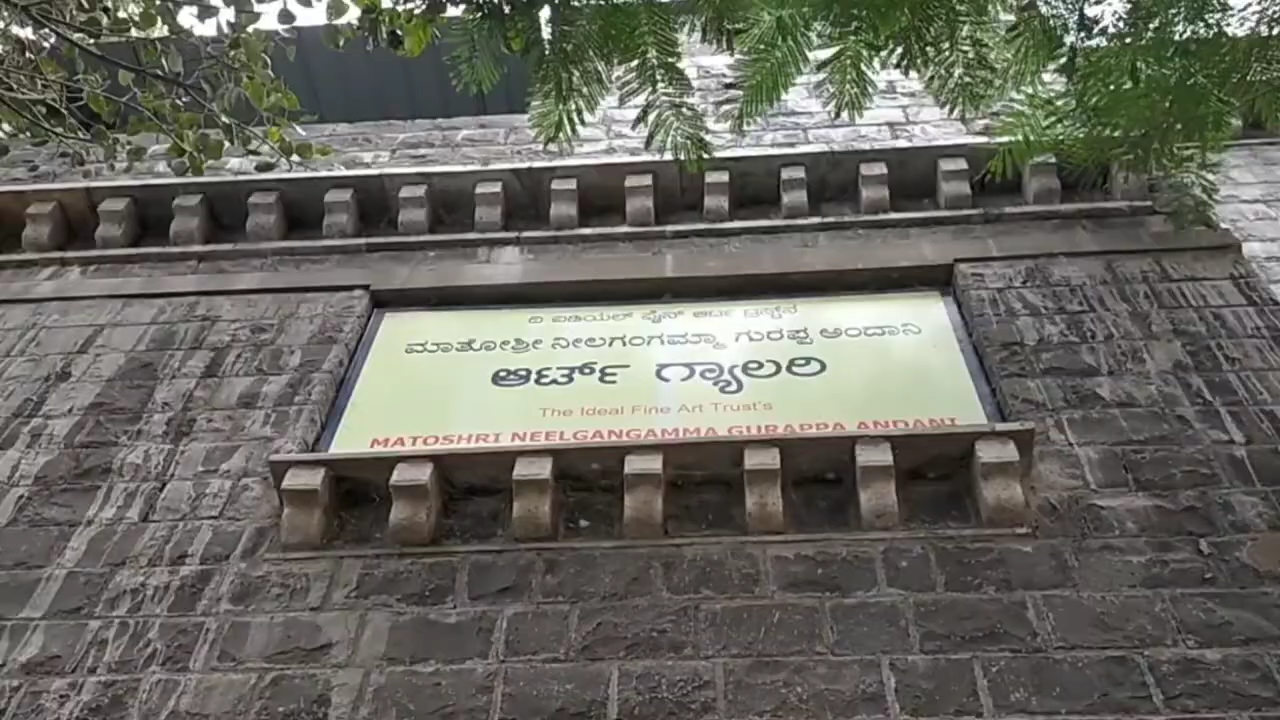 ದಿ ಐಡಿಯಲ್ ಫೈನ್ ಆರ್ಟ ಟ್ರಸ್ಟಿನ
ಮಾತೋಶ್ರೀ ನೀಲಗಂಗಮ್ಮಾ ಗುರಪ್ಪ ಅಂದಾನಿ
ಆರ್ಟ್ ಗ್ಯಾಲರಿ
The Ideal Fine Art Trust's
MATOSHRI NEELGANGAMMA GURAPPA ANDANI